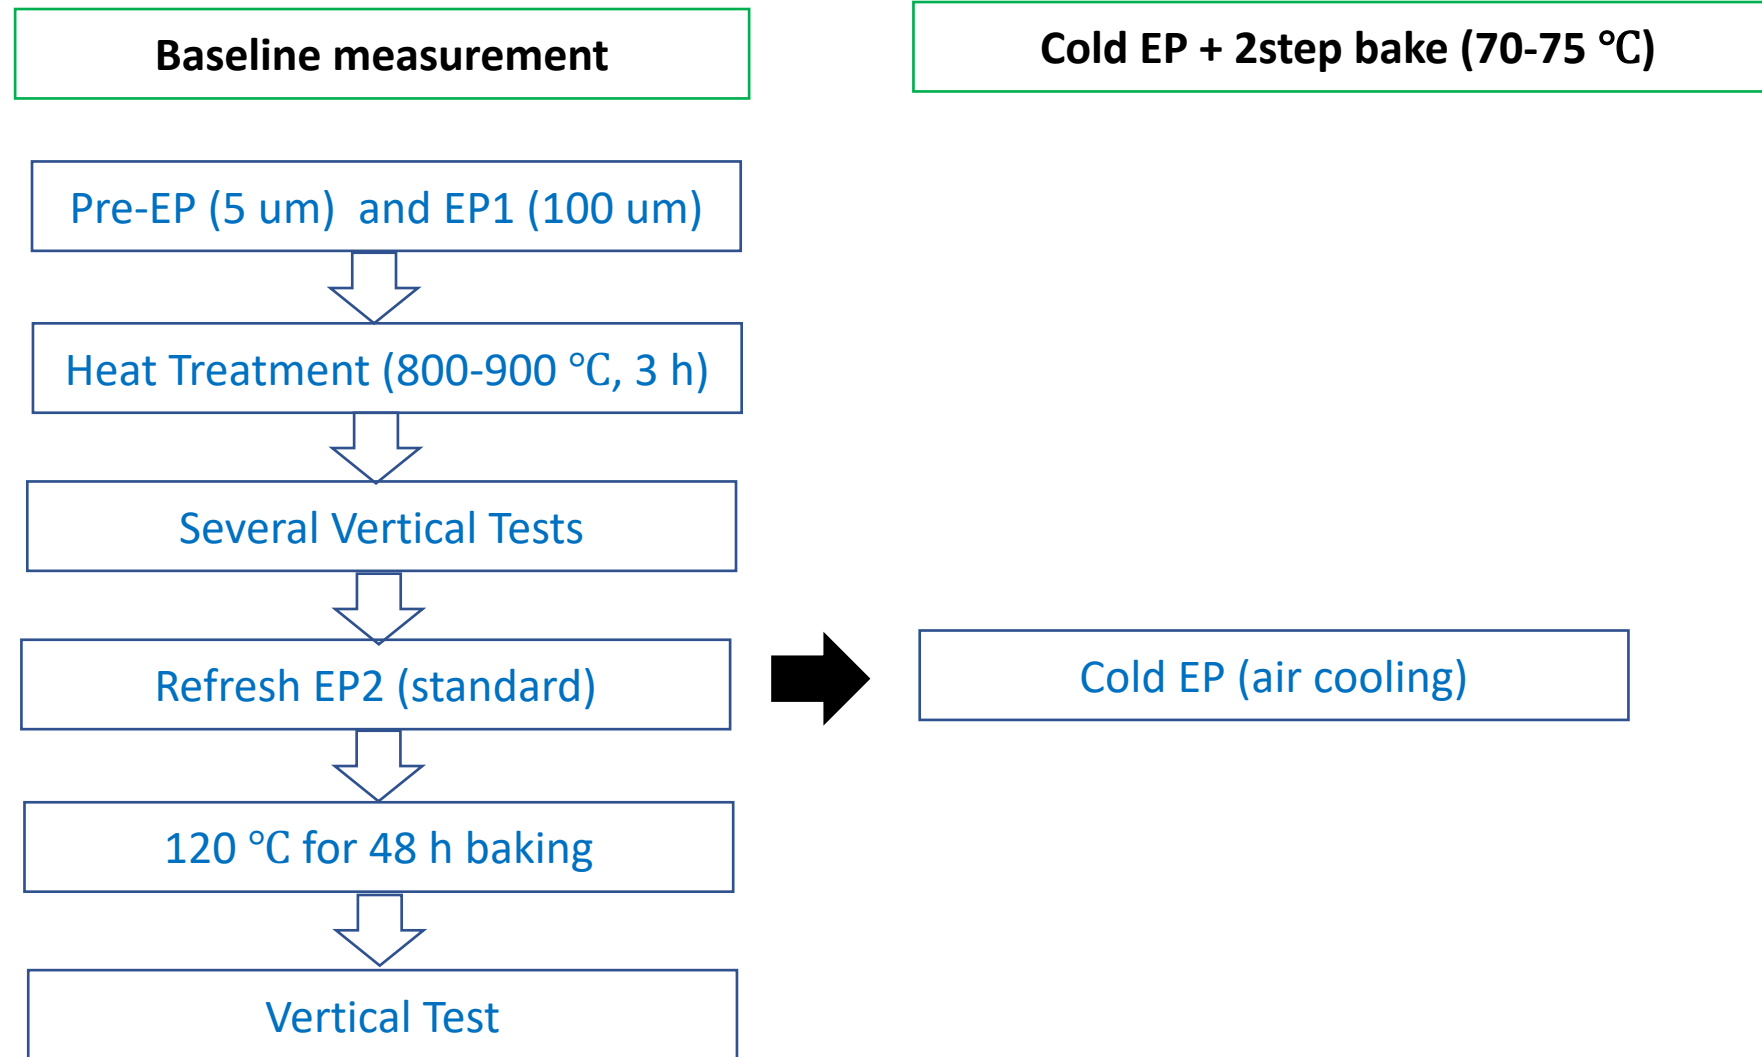 Baseline measurement
Cold EP + 2step bake (70-75 ℃)
Pre-EP (5 um)  and EP1 (100 um)
Heat Treatment (800-900 ℃, 3 h)
Several Vertical Tests
Refresh EP2 (standard)
Cold EP (air cooling)
120 ℃ for 48 h baking
Vertical Test